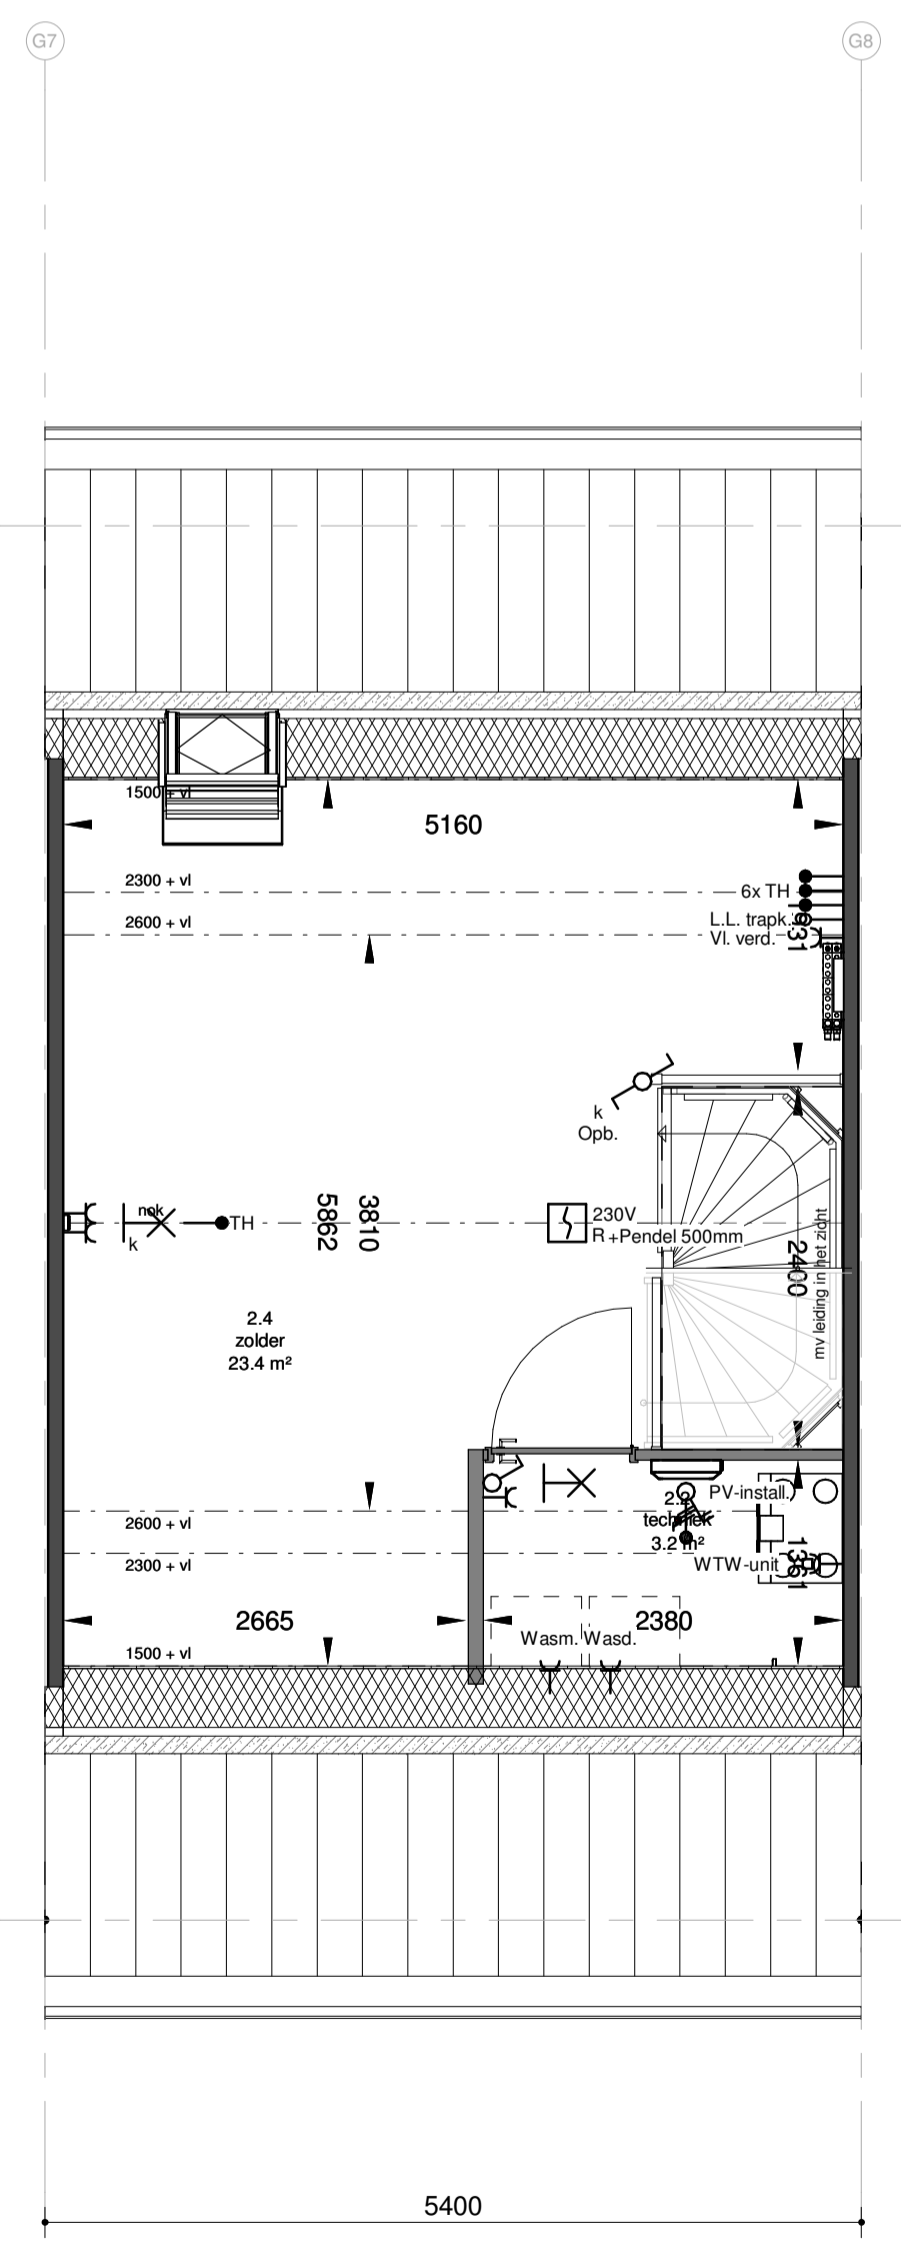 G7
G8
1500 + vl
5160
2300 + vl
6x TH
2600 + vl
L.L. trapk.
Vl. verd.
k
Opb.
nok
k
TH
5862
3810
230V
R +Pendel 500mm
2400
mv leiding in het zicht
2.4
zolder
23.4 m²
PV-install.
techniek
3.2 m²
2600 + vl
2300 + vl
WTW-unit
1361
2665
2380
Wasm.
Wasd.
1500 + vl
5400